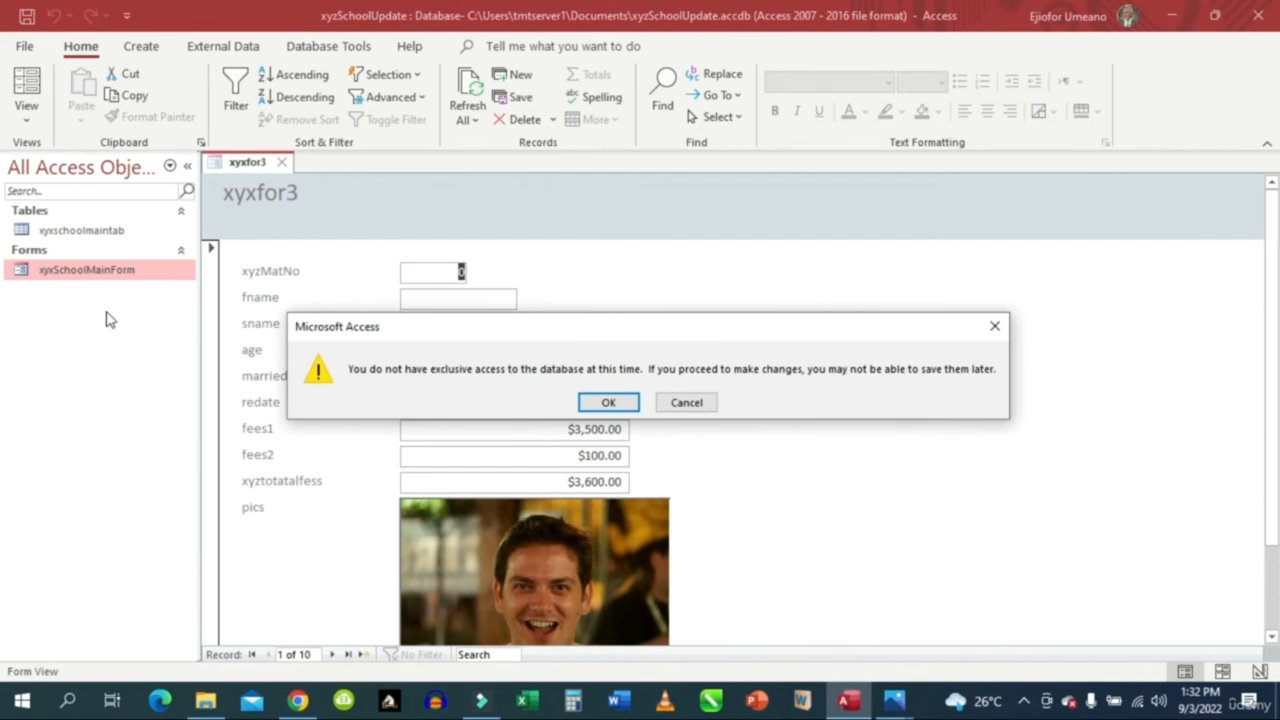 xyzSchoolUpdate : Database- C:\Users\tmtserver1\Documents\xyzSchoolUpdate.accdb (Access 2007 - 2016 file format) - Access
Ejiofor Umeano
File Home Create External Data Database Tools Help Tell me what you want to do
View
Views
Paste
Cut
Copy
Format Painter
Clipboard
Filter
Ascending
Descending
Remove Sort
Selection
Advanced
Toggle Filter
Sort & Filter
Refresh
All
New
Save
Delete
Totals
Spelling
More
Records
Find
Replace
Go To
Select
Find
B I U A
Text Formatting
All Access Obje...
Search...
Tables
xyxschoolmaintab
Forms
xyxSchoolMainForm
xyxfor3
xyxfor3
xyzMatNo 0
fname
sname
age
married
redate
fees1 $3,500.00
fees2 $100.00
xyztotatalfess $3,600.00
pics
Microsoft Access
You do not have exclusive access to the database at this time. If you proceed to make changes, you may not be able to save them later.
OK Cancel
Record: 1 of 10 No Filter Search
Form View
26°C
1:32 PM
9/3/2022
ûdemy